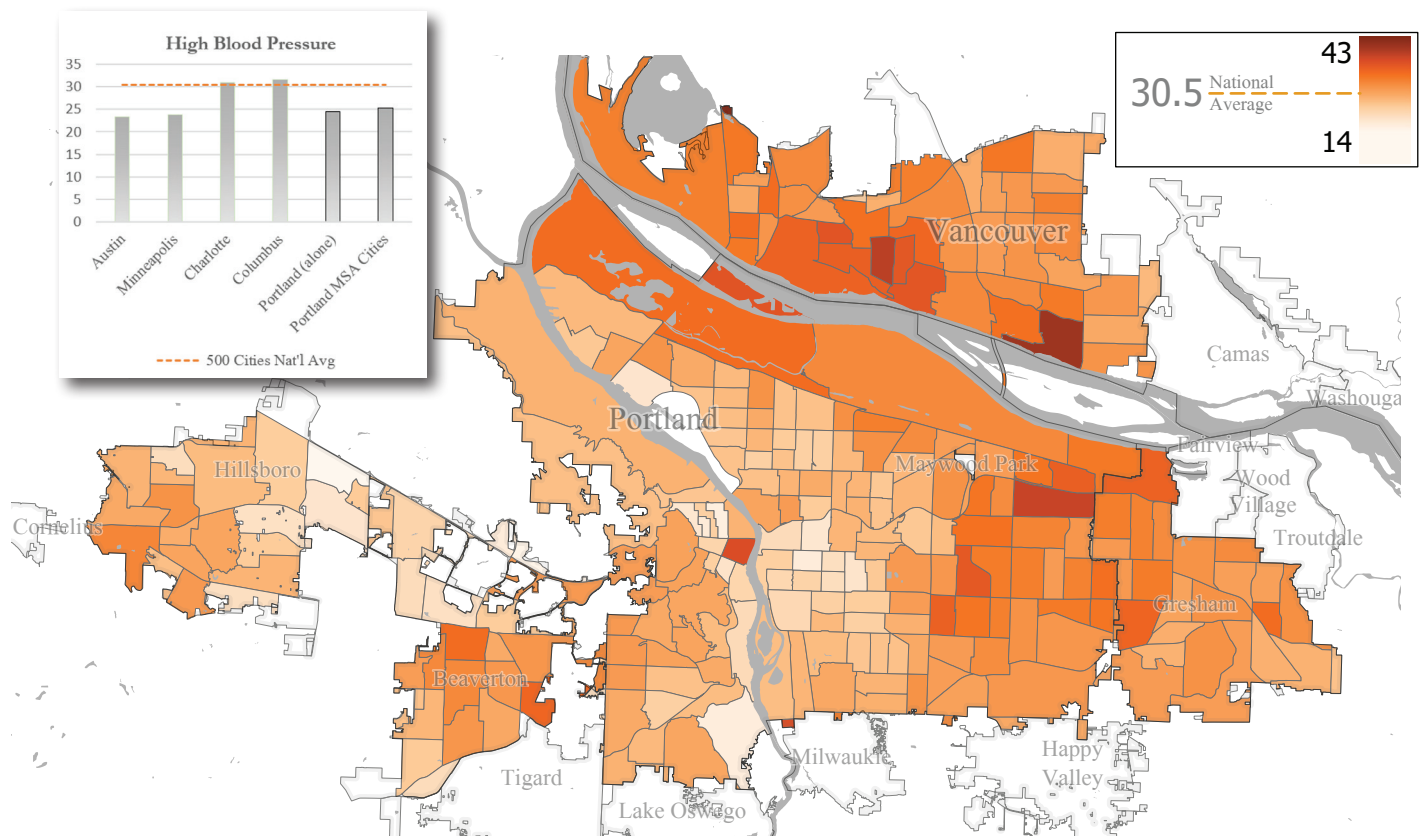 High Blood Pressure
35
30
25
20
15
10
5
0
Austin
Minneapolis
Charlotte
Columbus
Portland (alone)
Portland MSA Cities
500 Cities Nat'l Avg
43
30.5 National Average
14
Vancouver
Camas
Washouga
Portland
Fairview
Maywood Park
Hillsboro
Wood
Village
Cornelius
Troutdale
Gresham
Beaverton
Milwaukie
Happy
Valley
Tigard
Lake Oswego